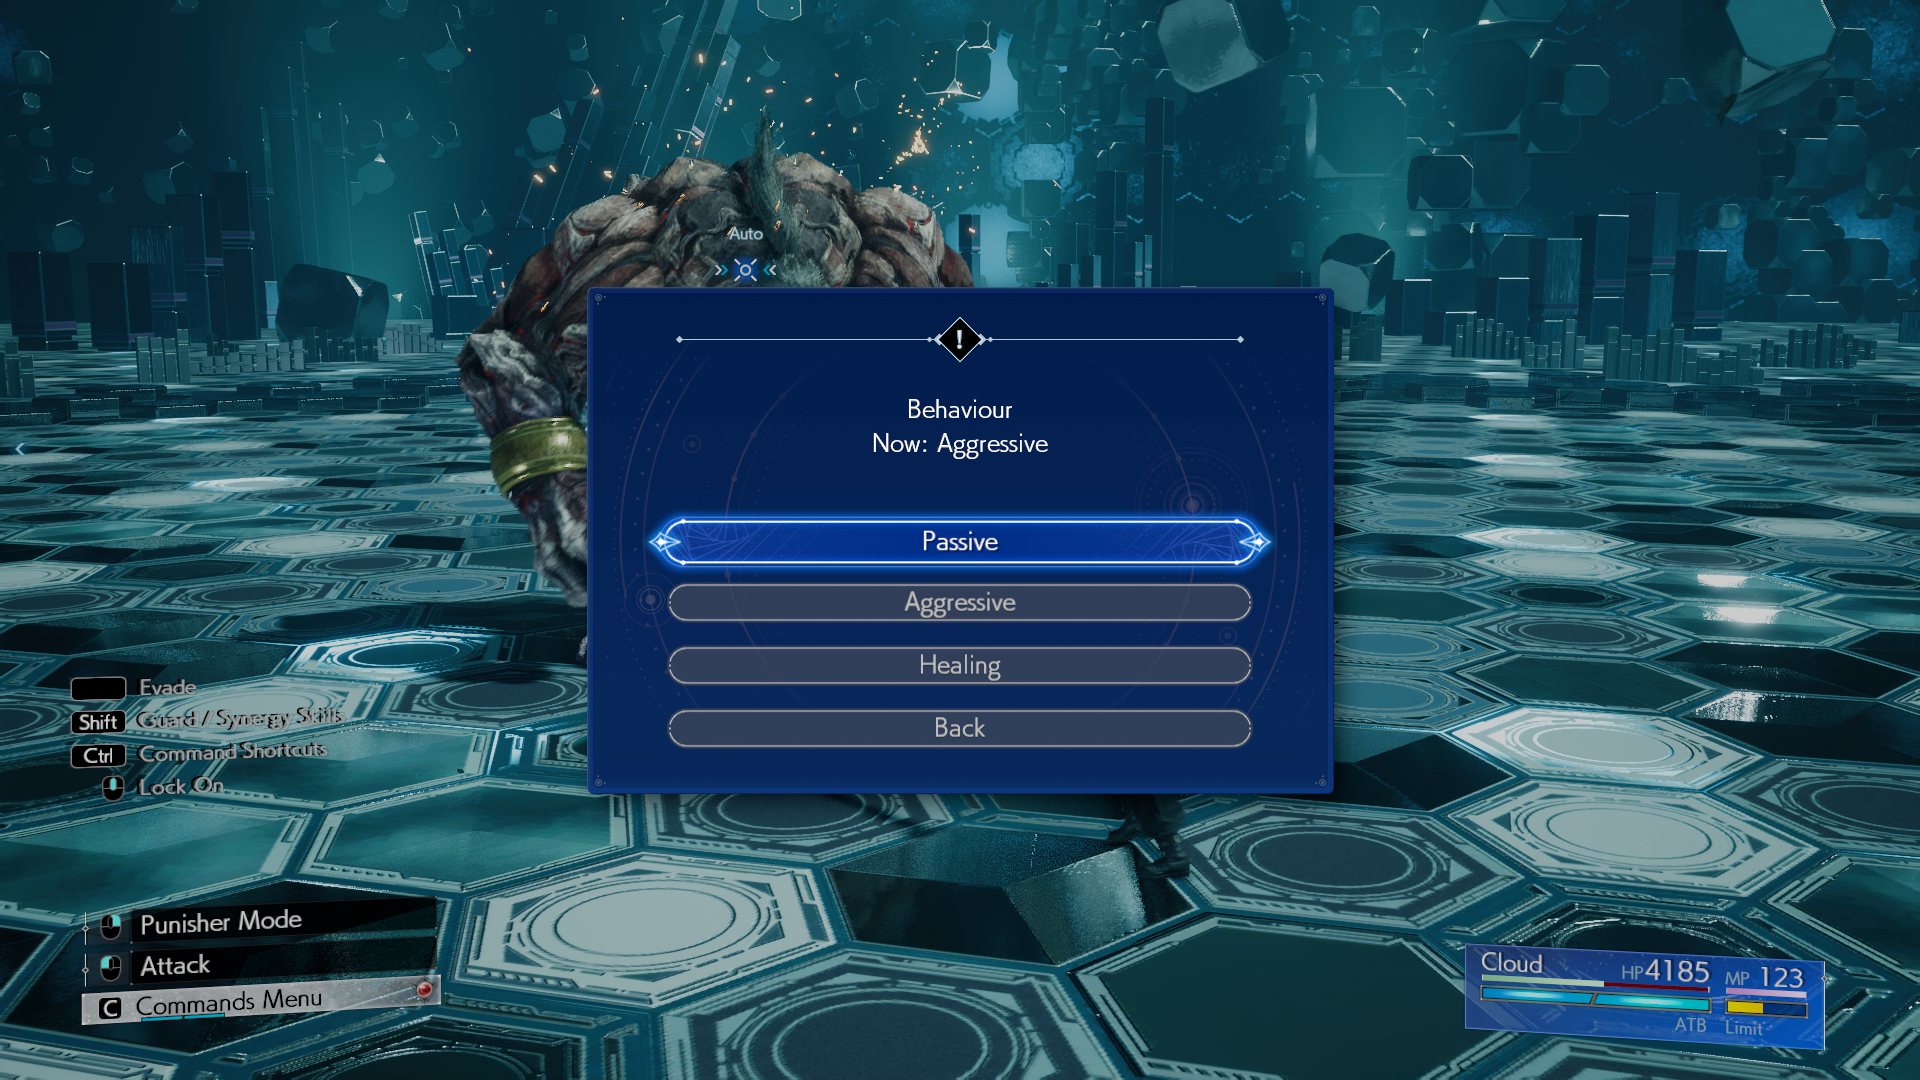 Auto
!
Behaviour
Now: Aggressive
Passive
Aggressive
Healing
Back
Evade
Shift Guard / Synergy Skills
Ctrl Command Shortcuts
Lock On
Punisher Mode
Attack
C Commands Menu
Cloud HP 4185 MP 123
ATB Limit